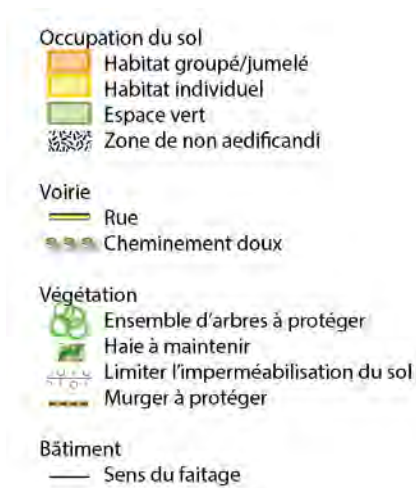 Occupation du sol
Habitat groupé/jumelé
Habitat individuel
Espace vert
Zone de non aedificandi
Voirie
Rue
Cheminement doux
Végétation
Ensemble d'arbres à protéger
Haie à maintenir
Limiter l'imperméabilisation du sol
Murger à protéger
Bâtiment
Sens du faitage